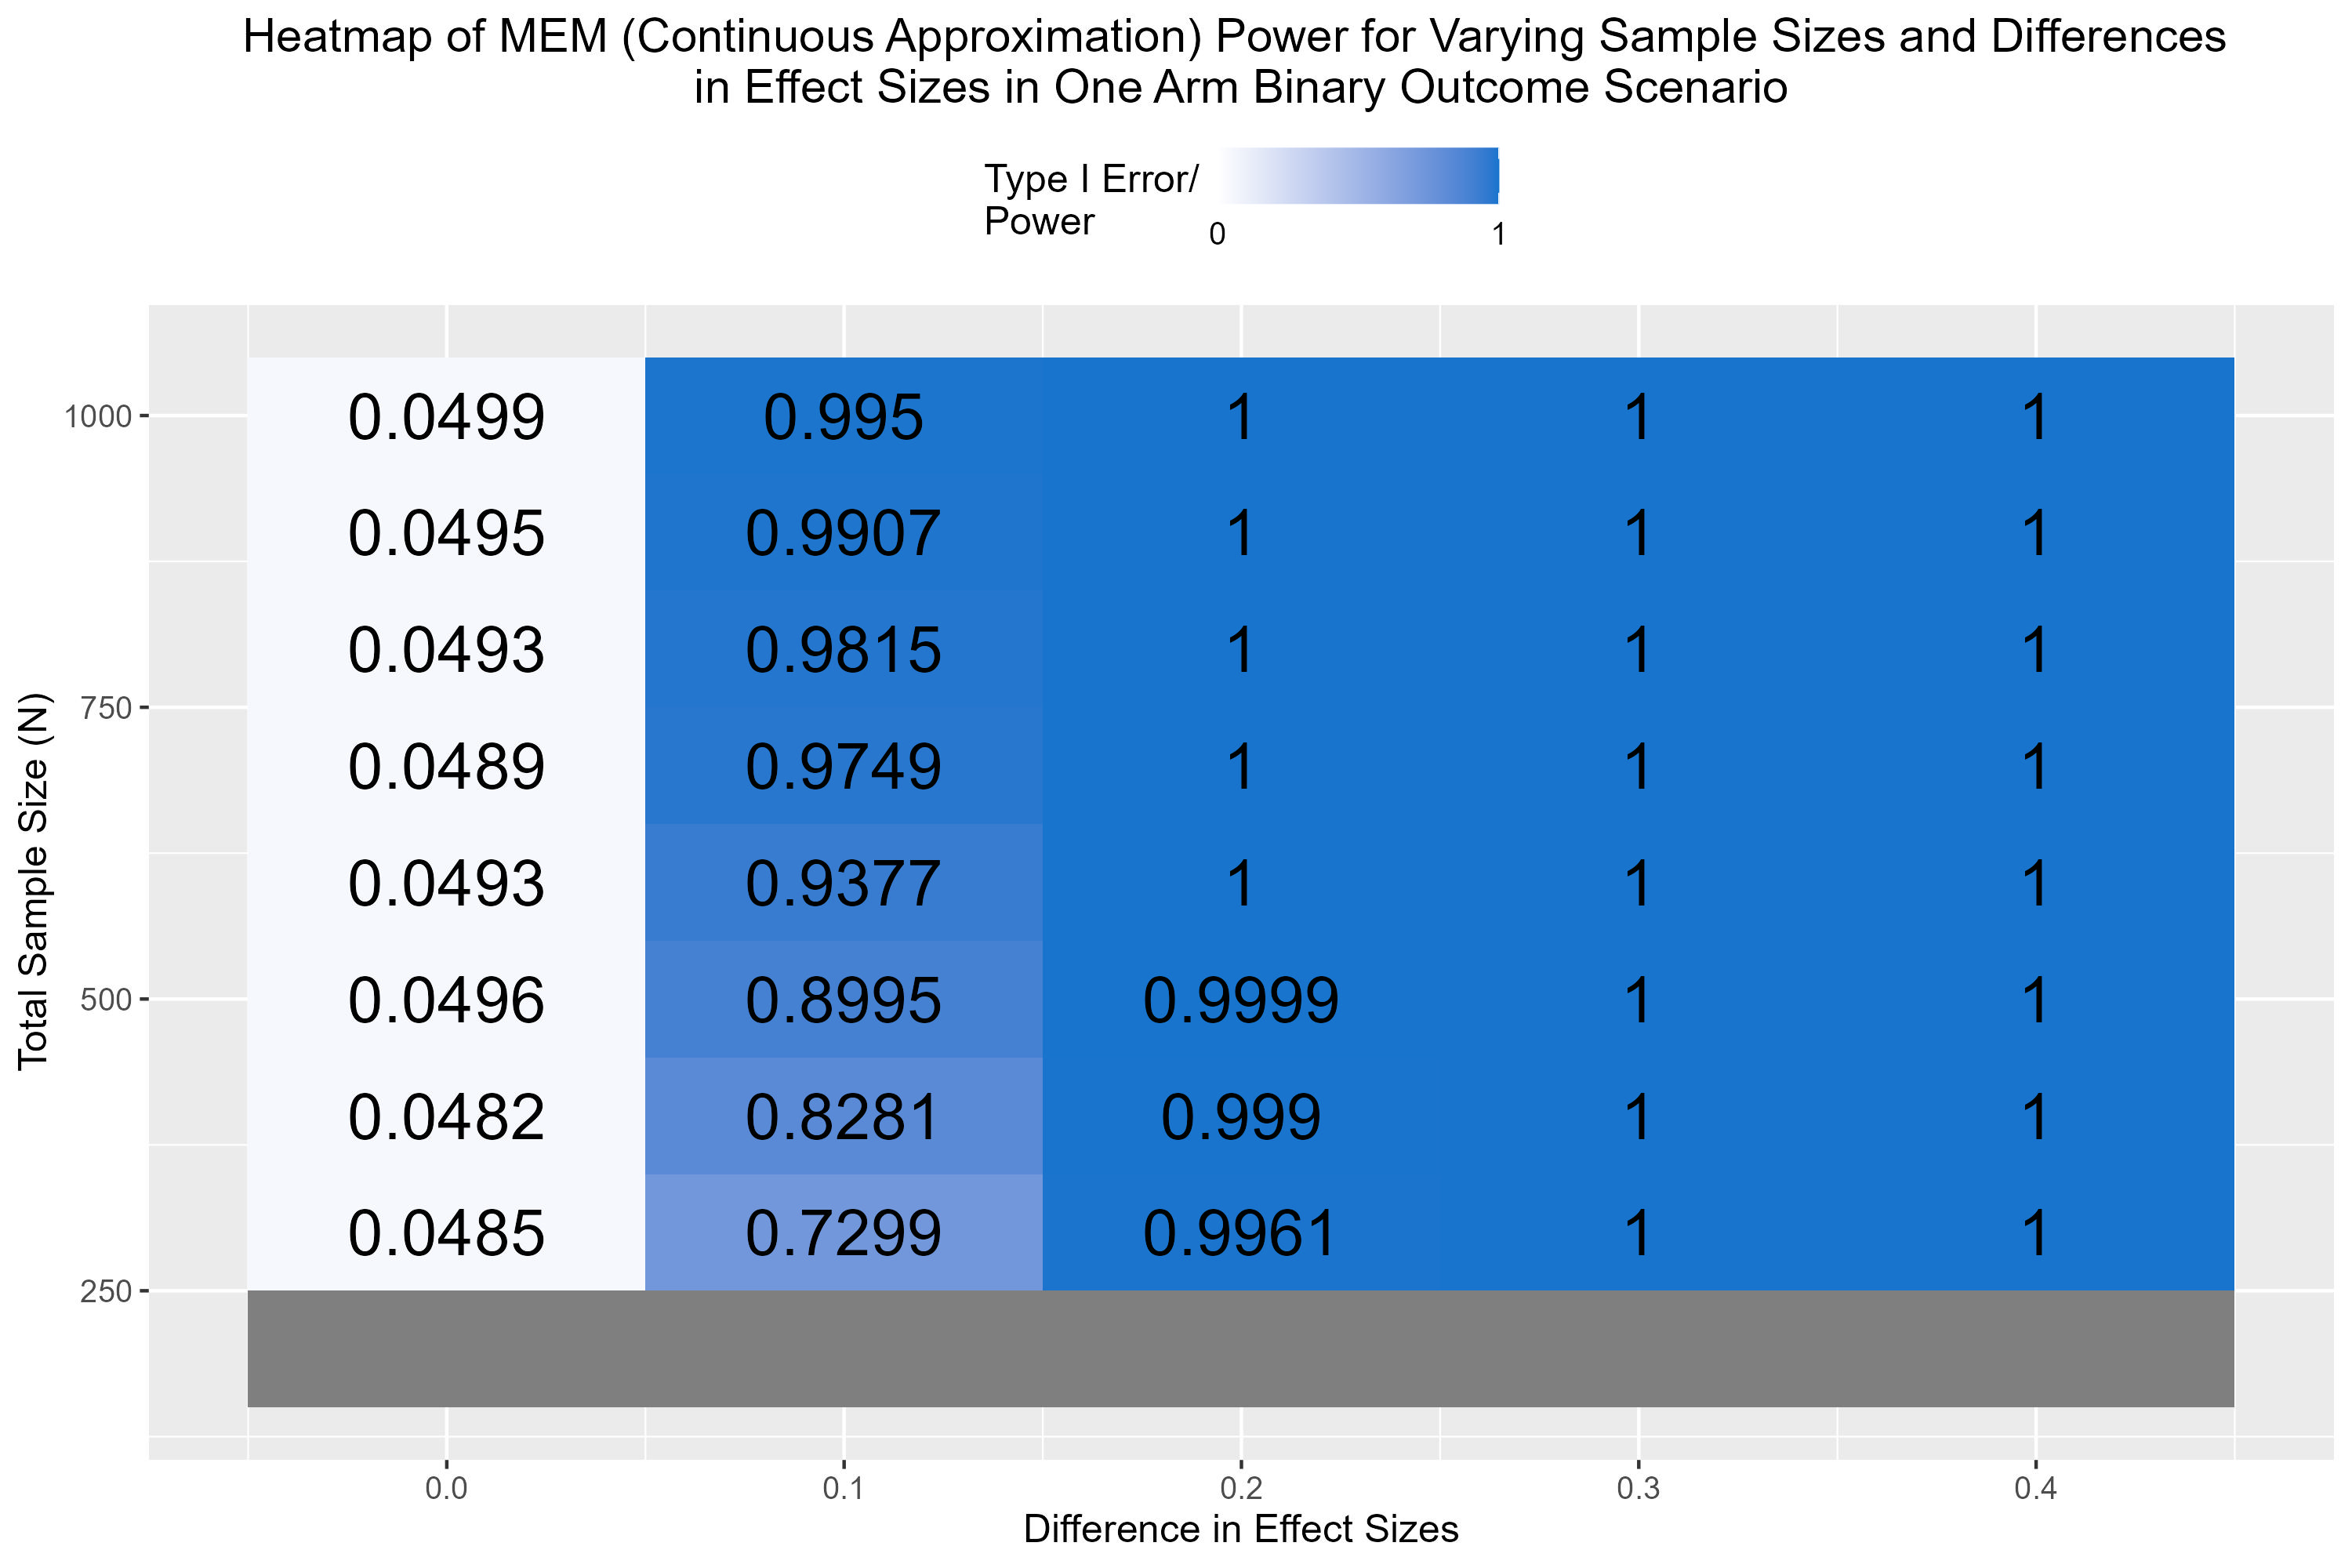 Heatmap of MEM (Continuous Approximation) Power for Varying Sample Sizes and Differences
in Effect Sizes in One Arm Binary Outcome Scenario
Type I Error/
Power
0 1
1000
750
500
250
Total Sample Size (N)
0.0499 0.995 1 1 1
0.0495 0.9907 1 1 1
0.0493 0.9815 1 1 1
0.0489 0.9749 1 1 1
0.0493 0.9377 1 1 1
0.0496 0.8995 0.9999 1 1
0.0482 0.8281 0.999 1 1
0.0485 0.7299 0.9961 1 1
0.0 0.1 0.2 0.3 0.4
Difference in Effect Sizes